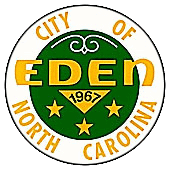 CITY OF
EDEN
1967
NORTH CAROLINA